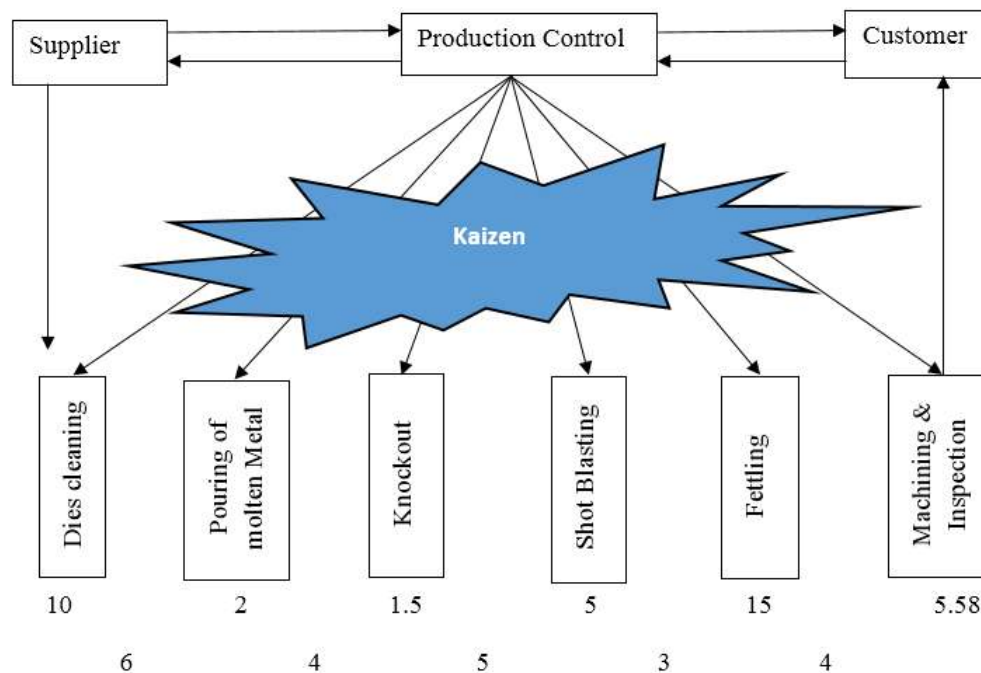 Supplier
Production Control
Customer
Kaizen
Dies cleaning
Pouring of
molten Metal
Knockout
Shot Blasting
Fettling
Machining &
Inspection
10
2
1.5
5
15
5.58
6
4
5
3
4